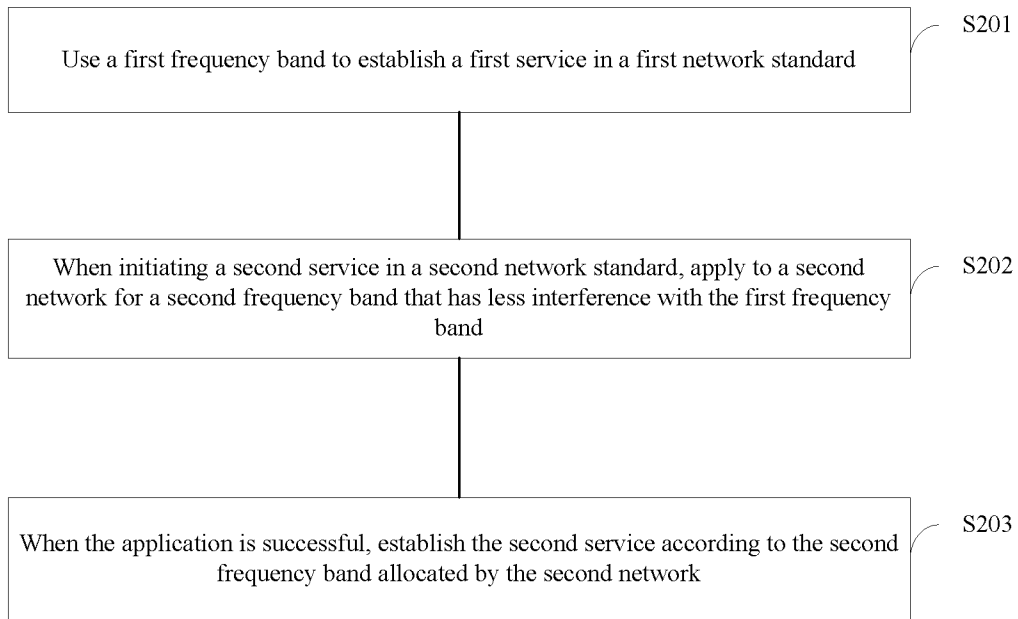 Use a first frequency band to establish a first service in a first network standard
S201
When initiating a second service in a second network standard, apply to a second
network for a second frequency band that has less interference with the first frequency
band
S202
When the application is successful, establish the second service according to the second
frequency band allocated by the second network
S203